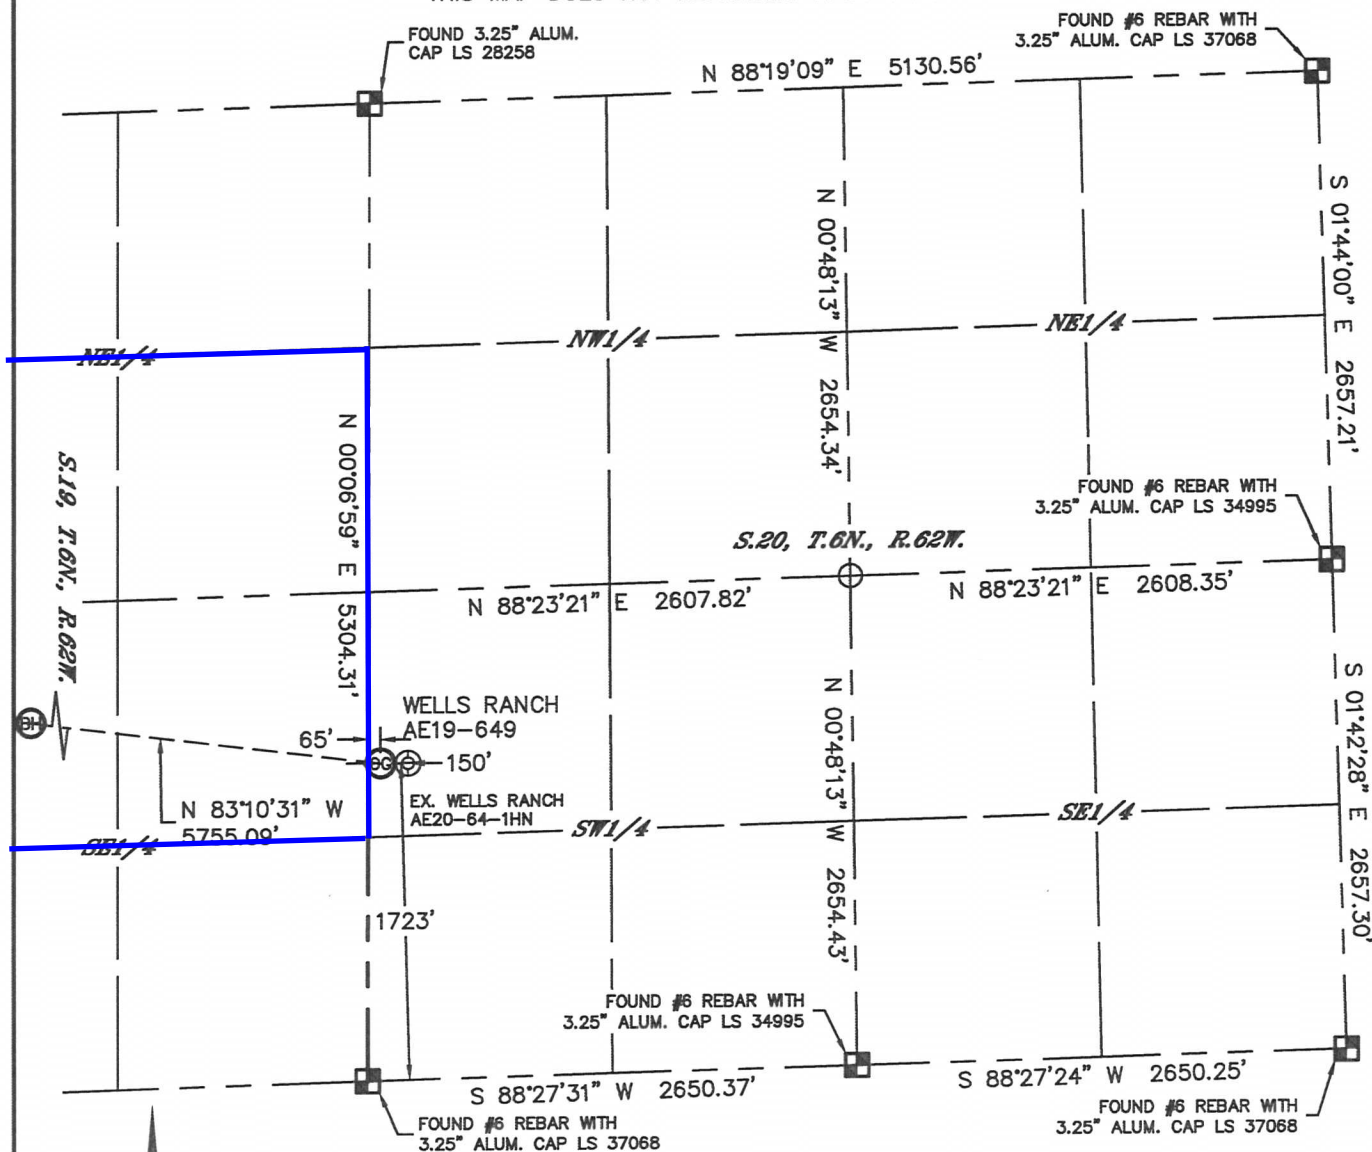 FOUND 3.25" ALUM.
CAP LS 28258
FOUND #6 REBAR WITH
3.25" ALUM. CAP LS 37068
N 88°19'09" E 5130.56'
S 01°44'00" E 2657.21'
N 00°48'13" W 2654.34'
NE1/4
NW1/4
NE1/4
N 00°06'59" E 5304.31'
S.19, T.6N., R.62W.
FOUND #6 REBAR WITH
3.25" ALUM. CAP LS 34995
S.20, T.6N., R.62W.
N 88°23'21" E 2607.82'
N 88°23'21" E 2608.35'
WELLS RANCH
AE19-649
65'
BH
150'
EX. WELLS RANCH
AE20-64-1HN
N 83°10'31" W
5755.09'
N 00°48'13" W 2654.43'
S 01°42'28" E 2657.30'
SE1/4
SW1/4
SE1/4
1723'
FOUND #6 REBAR WITH
3.25" ALUM. CAP LS 34995
S 88°27'31" W 2650.37'
S 88°27'24" W 2650.25'
FOUND #6 REBAR WITH
3.25" ALUM. CAP LS 37068
FOUND #6 REBAR WITH
3.25" ALUM. CAP LS 37068